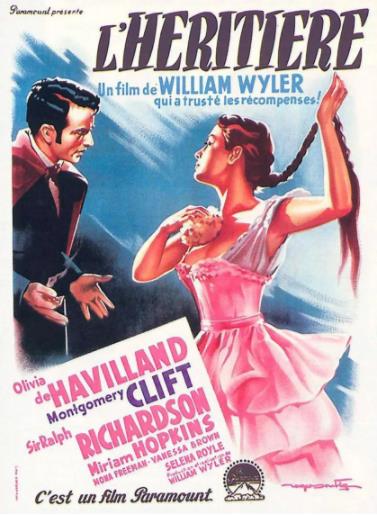 Paramount présente
L'HERITIERE
Un film de WILLIAM WYLER
qui a trusté les récompenses!
Olivia
de HAVILLAND
Montgomery CLIFT
Sir Ralph RICHARDSON
Miriam HOPKINS
MONA FREEMAN - VANESSA BROWN
SELENA ROYLE
WILLIAM WYLER
C'est un film Paramount.